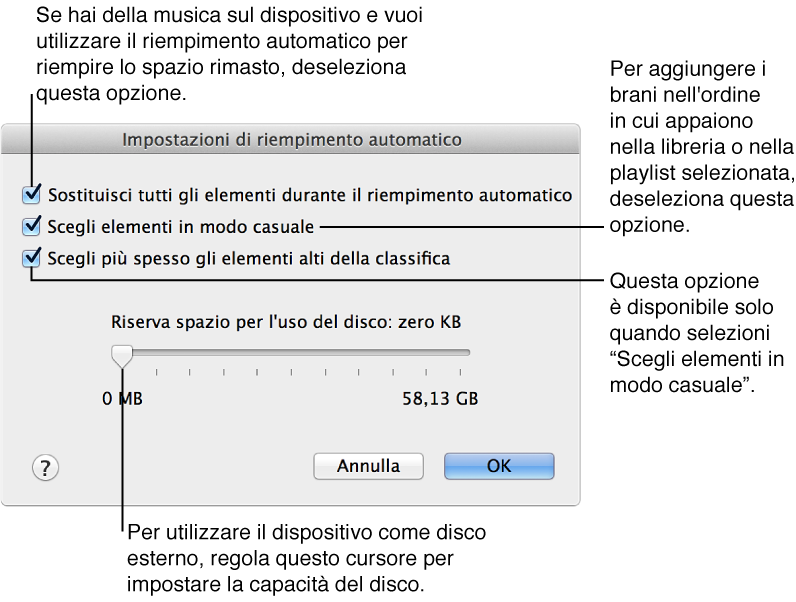 Se hai della musica sul dispositivo e vuoi
utilizzare il riempimento automatico per
riempire lo spazio rimasto, deseleziona
questa opzione.
Per aggiungere i
brani nell'ordine
in cui appaiono
nella libreria o nella
playlist selezionata,
deseleziona questa
opzione.
Impostazioni di riempimento automatico
Sostituisci tutti gli elementi durante il riempimento automatico
Scegli elementi in modo casuale
Scegli più spesso gli elementi alti della classifica
Questa opzione
è disponibile solo
quando selezioni
“Scegli elementi in
modo casuale”.
Riserva spazio per l'uso del disco: zero KB
0 MB
58,13 GB
?
Annulla
OK
Per utilizzare il dispositivo come disco
esterno, regola questo cursore per
impostare la capacità del disco.